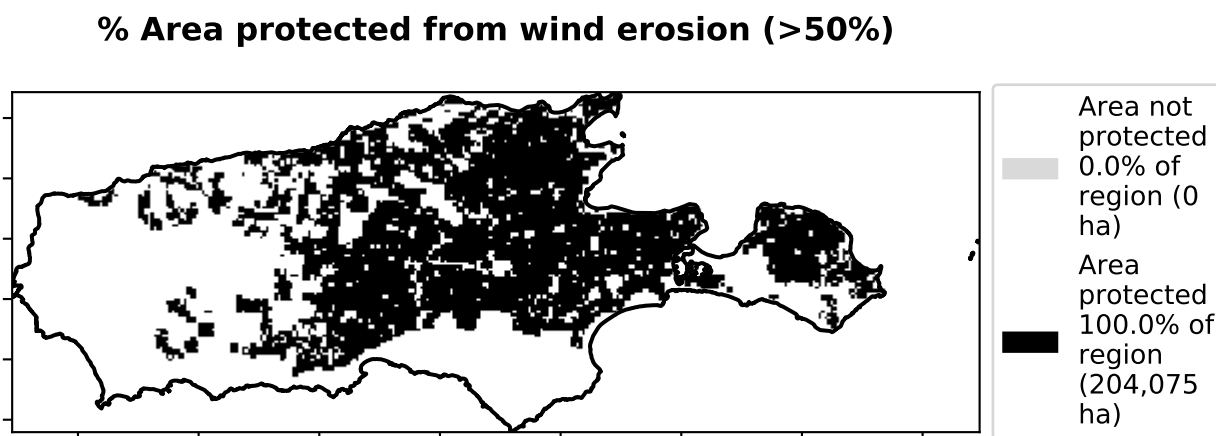 % Area protected from wind erosion (>50%)
Area not
protected
0.0% of
region (0
ha)
Area
protected
100.0% of
region
(204,075
ha)